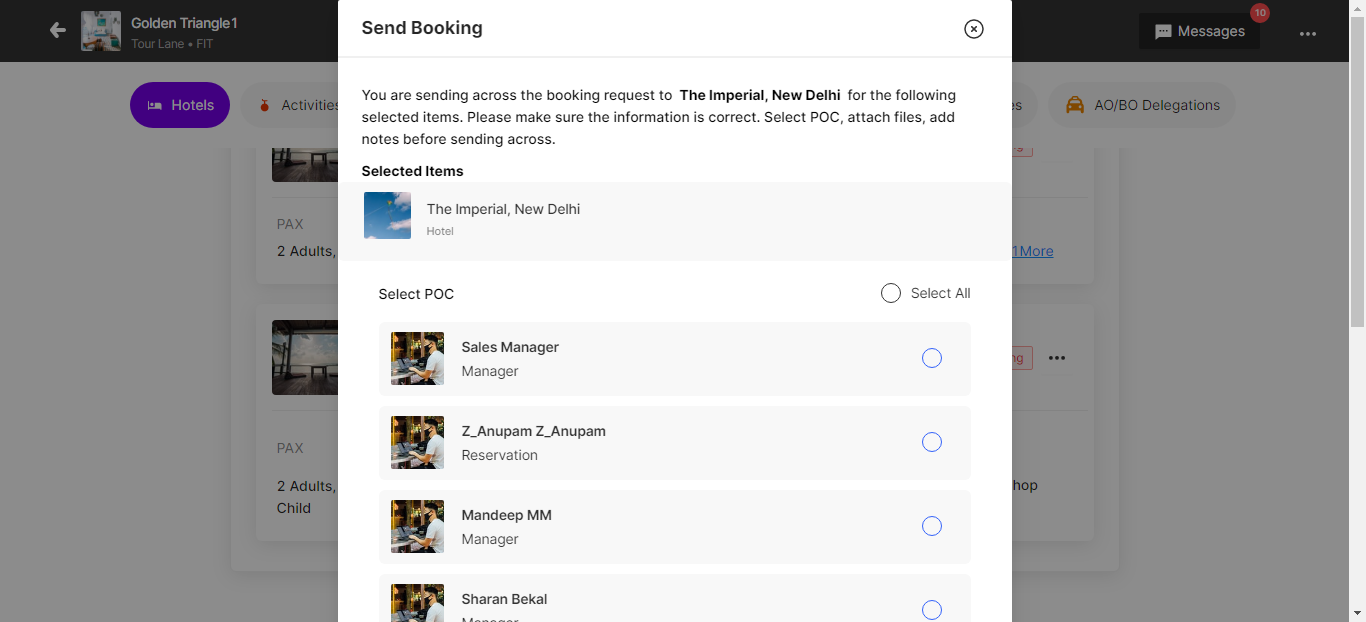 Golden Triangle1
Tour Lane • FIT
Send Booking
10
Messages
Hotels
Activities
AO/BO Delegations
You are sending across the booking request to The Imperial, New Delhi for the following
selected items. Please make sure the information is correct. Select POC, attach files, add
notes before sending across.
Selected Items
The Imperial, New Delhi
Hotel
PAX
2 Adults,
1 More
Select POC
Select All
Sales Manager
Manager
Z_Anupam Z_Anupam
Reservation
Mandeep MM
Manager
PAX
2 Adults,
Child
Sharan Bekal
Manager